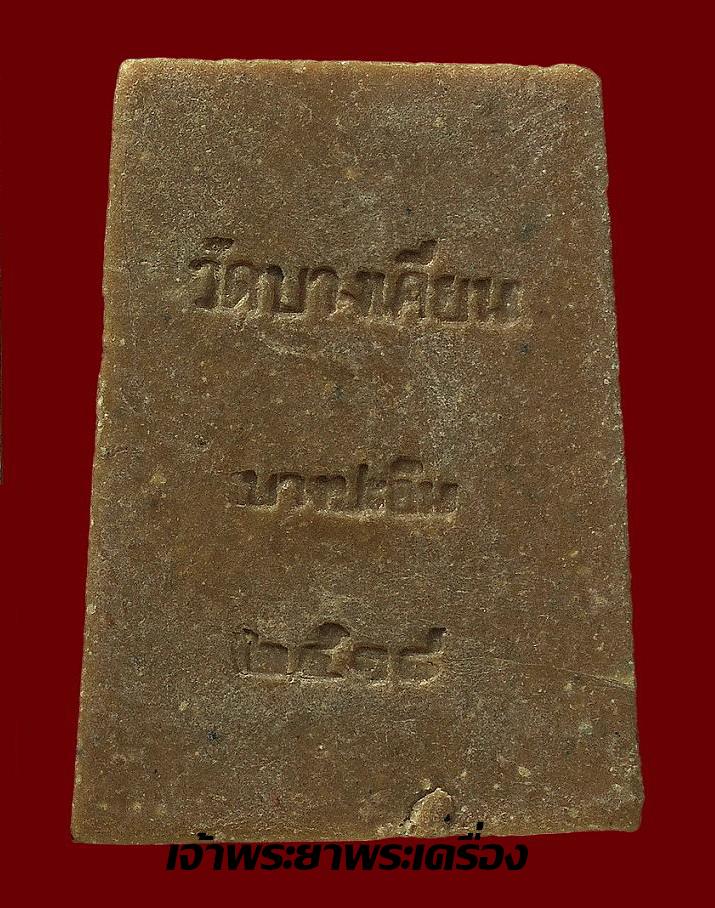 วัดบางเคียน
บางปะอิน
๒๕๑๘
เจ้าพระยาพระเครื่อง